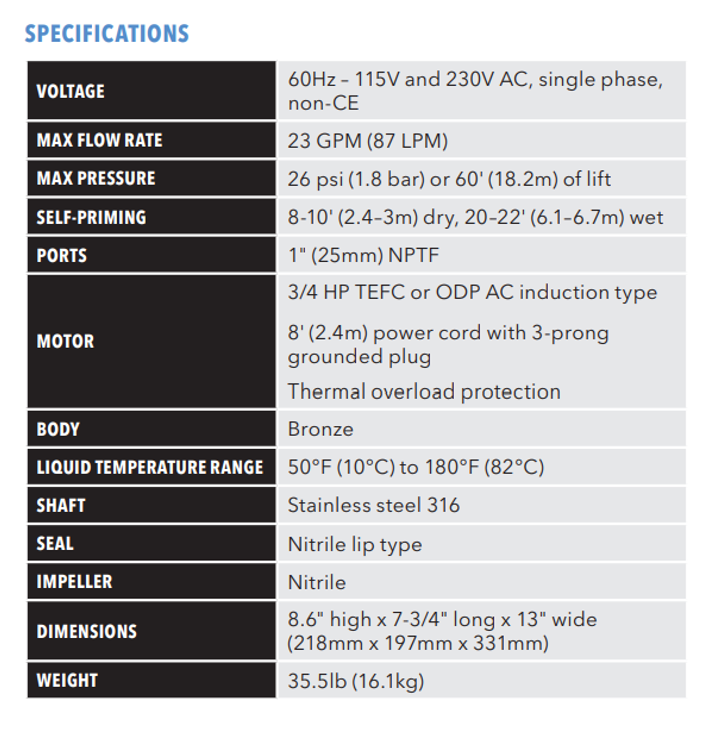 SPECIFICATIONS
VOLTAGE
60Hz – 115V and 230V AC, single phase,
non-CE
MAX FLOW RATE
23 GPM (87 LPM)
MAX PRESSURE
26 psi (1.8 bar) or 60' (18.2m) of lift
SELF-PRIMING
8-10' (2.4–3m) dry, 20–22' (6.1–6.7m) wet
PORTS
1" (25mm) NPTF
MOTOR
3/4 HP TEFC or ODP AC induction type
8' (2.4m) power cord with 3-prong
grounded plug
Thermal overload protection
BODY
Bronze
LIQUID TEMPERATURE RANGE
50°F (10°C) to 180°F (82°C)
SHAFT
Stainless steel 316
SEAL
Nitrile lip type
IMPELLER
Nitrile
DIMENSIONS
8.6" high x 7-3/4" long x 13" wide
(218mm x 197mm x 331mm)
WEIGHT
35.5lb (16.1kg)